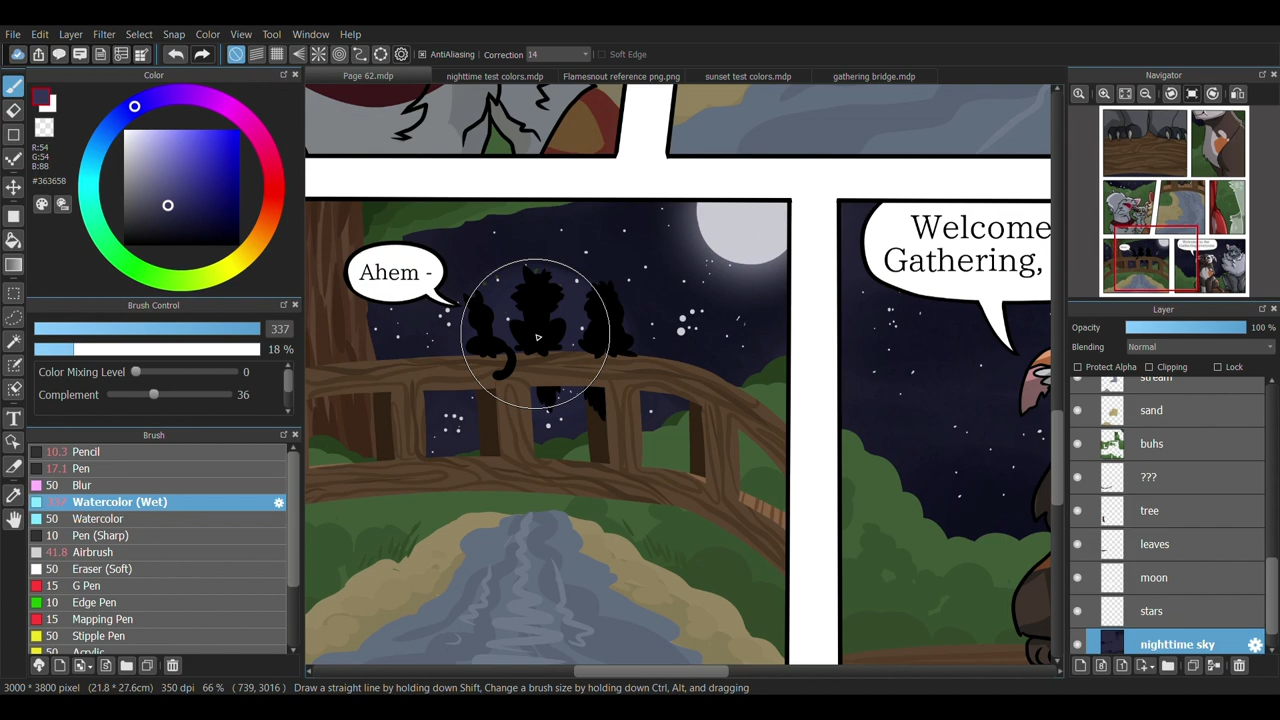 File Edit Layer Filter Select Snap Color View Tool Window Help
AntiAliasing Correction 14 Soft Edge
Color
Page 62.mdp nighttime test colors.mdp Flamesnout reference png.png sunset test colors.mdp gathering bridge.mdp
Navigator
R:54
G:54
B:88
#363658
Brush Control
337
18 %
Color Mixing Level 0
Complement 36
Brush
10.3 Pencil
17.1 Pen
50 Blur
337 Watercolor (Wet)
50 Watercolor
10 Pen (Sharp)
41.8 Airbrush
50 Eraser (Soft)
15 G Pen
10 Edge Pen
15 Mapping Pen
50 Stipple Pen
50 Acrylic
Ahem -
Welcome
Gathering,
Layer
Opacity 100 %
Blending Normal
Protect Alpha Clipping Lock
stream
sand
buhs
???
tree
leaves
moon
stars
nighttime sky
3000 * 3800 pixel (21.8 * 27.6cm) 350 dpi 66 % ( 739, 3016 ) Draw a straight line by holding down Shift, Change a brush size by holding down Ctrl, Alt, and dragging